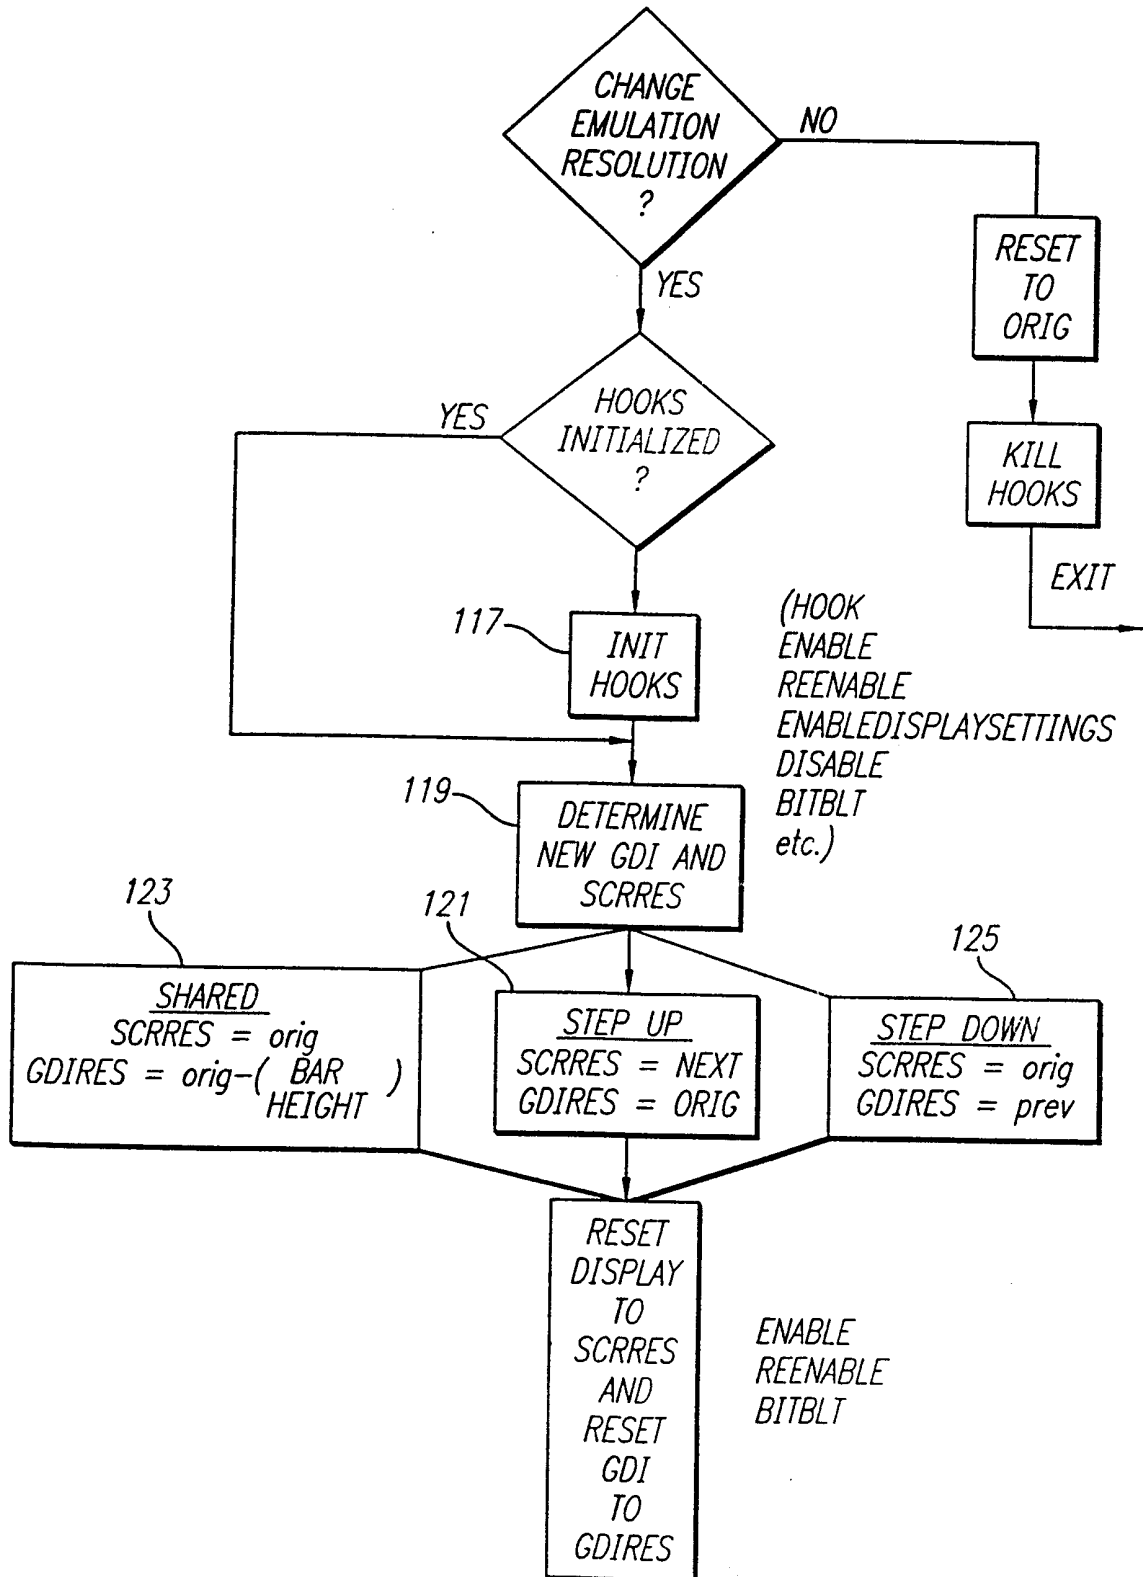 CHANGE
EMULATION
RESOLUTION
?
NO
YES
RESET
TO
ORIG
KILL
HOOKS
EXIT
HOOKS
INITIALIZED
?
YES
117
INIT
HOOKS
(HOOK
ENABLE
REENABLE
ENABLEDISPLAYSETTINGS
DISABLE
BITBLT
etc.)
119
DETERMINE
NEW GDI AND
SCRRES
123
SHARED
SCRRES = orig
GDIRES = orig-(BAR
HEIGHT)
121
STEP UP
SCRRES = NEXT
GDIRES = ORIG
125
STEP DOWN
SCRRES = orig
GDIRES = prev
RESET
DISPLAY
TO
SCRRES
AND
RESET
GDI
TO
GDIRES
ENABLE
REENABLE
BITBLT